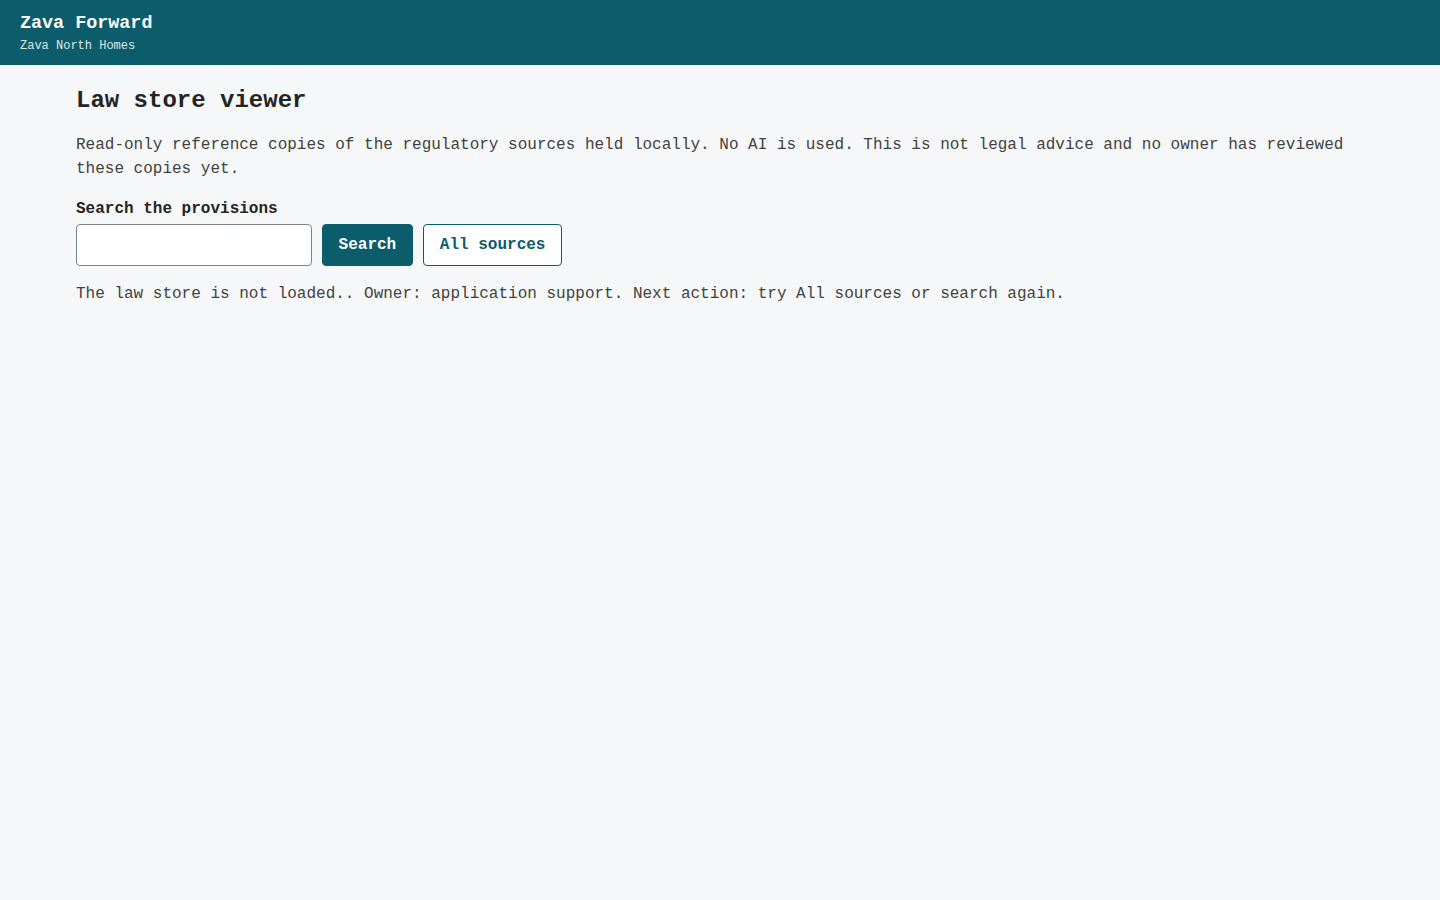 Zava Forward
Zava North Homes
Law store viewer
Read-only reference copies of the regulatory sources held locally. No AI is used. This is not legal advice and no owner has reviewed
these copies yet.
Search the provisions
Search
All sources
The law store is not loaded.. Owner: application support. Next action: try All sources or search again.